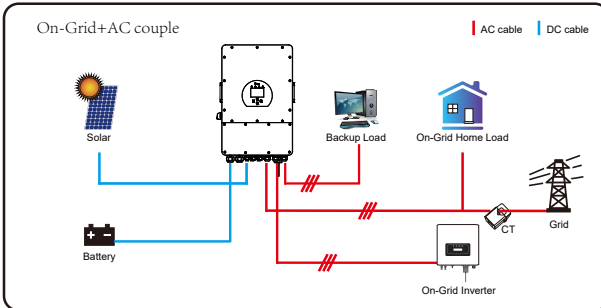 On-Grid+AC couple
AC cable
DC cable
Solar
Backup Load
On-Grid Home Load
CT
Grid
Battery
On-Grid Inverter